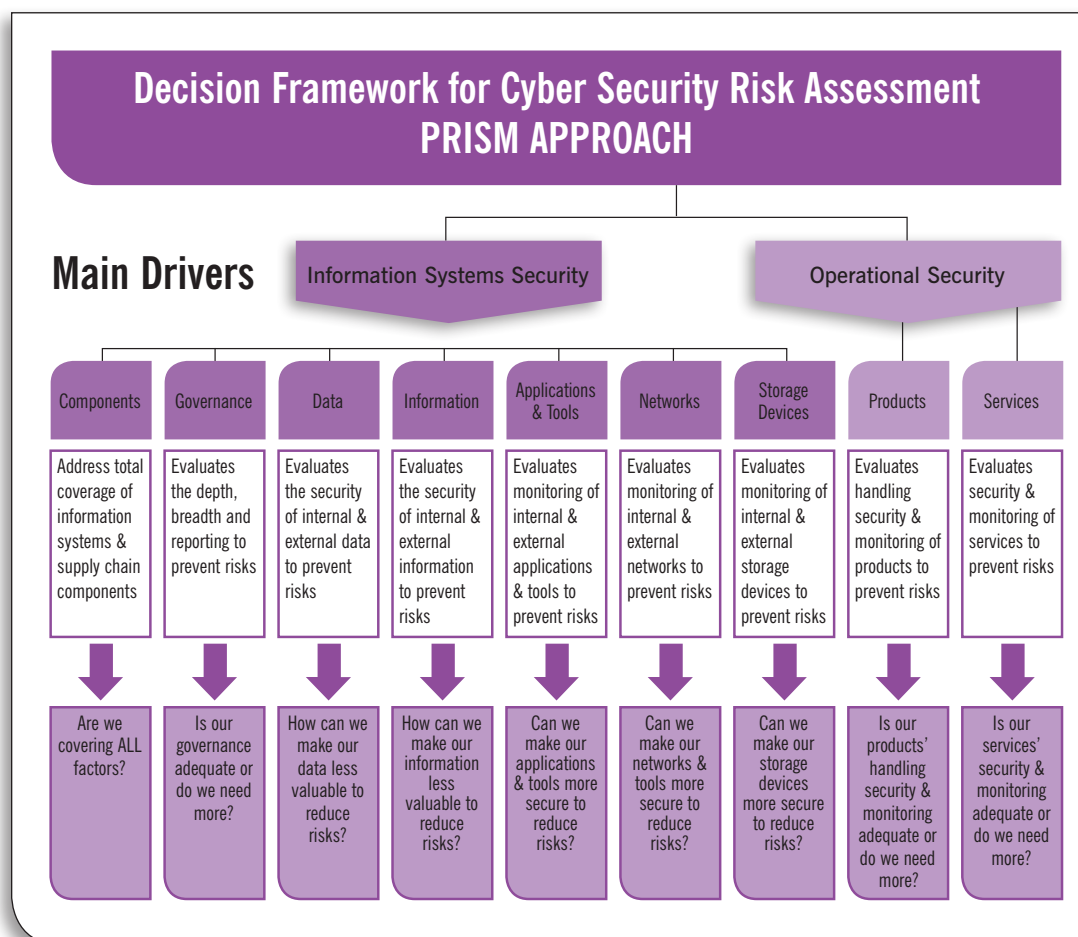 Decision Framework for Cyber Security Risk Assessment
PRISM APPROACH
Main Drivers
Information Systems Security
Operational Security
Components
Governance
Data
Information
Applications
& Tools
Networks
Storage
Devices
Products
Services
Address total
coverage of
information
systems &
supply chain
components
Evaluates
the depth,
breadth and
reporting to
prevent risks
Evaluates
the security
of internal &
external data
to prevent
risks
Evaluates
the security
of internal &
external
information
to prevent
risks
Evaluates
monitoring of
internal &
external
applications
& tools to
prevent risks
Evaluates
monitoring of
internal &
external
networks to
prevent risks
Evaluates
monitoring of
internal &
external
storage
devices to
prevent risks
Evaluates
handling
security &
monitoring of
products to
prevent risks
Evaluates
security &
monitoring of
services to
prevent risks
Are we
covering ALL
factors?
Is our
governance
adequate or
do we need
more?
How can we
make our
data less
valuable to
reduce
risks?
How can we
make our
information
less
valuable to
reduce
risks?
Can we
make our
applications
& tools more
secure to
reduce
risks?
Can we
make our
networks &
tools more
secure to
reduce
risks?
Can we
make our
storage
devices
more secure
to reduce
risks?
Is our
products'
handling
security &
monitoring
adequate or
do we need
more?
Is our
services'
security &
monitoring
adequate or
do we need
more?